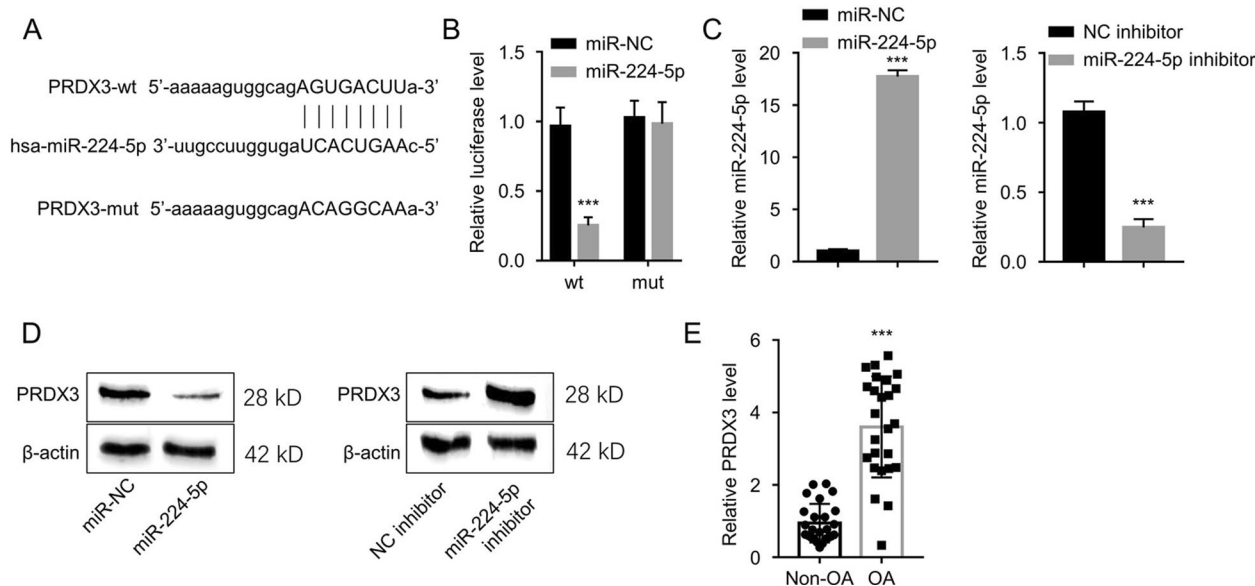 A
PRDX3-wt 5'-aaaaaguggcagAGUGACUUa-3'
hsa-miR-224-5p 3'-uugccuuggugaUCACUGAAc-5'
PRDX3-mut 5'-aaaaaguggcagACAGGCAAa-3'
B
miR-NC
miR-224-5p
Relative luciferase level
1.5
1.0
0.5
0.0
***
wt mut
C
miR-NC
miR-224-5p
Relative miR-224-5p level
20
15
10
5
0
***
NC inhibitor
miR-224-5p inhibitor
Relative miR-224-5p level
1.5
1.0
0.5
0.0
***
D
PRDX3 28 kD
β-actin 42 kD
miR-NC
miR-224-5p
PRDX3 28 kD
β-actin 42 kD
NC inhibitor
miR-224-5p
inhibitor
E
Relative PRDX3 level
6
4
2
0
***
Non-OA OA